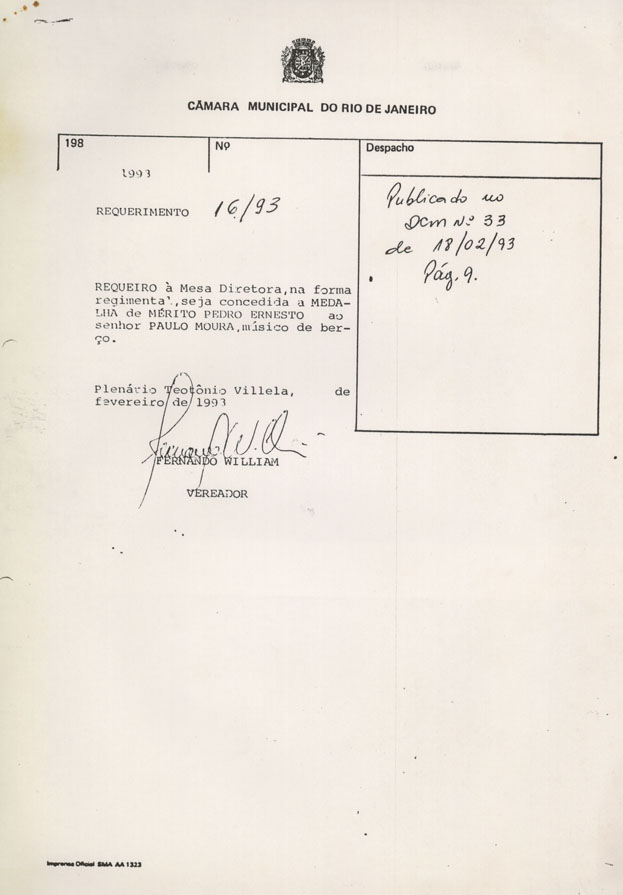 CÂMARA MUNICIPAL DO RIO DE JANEIRO
198
Nº
Despacho
1993
REQUERIMENTO 16/93
Publicado no
DCM Nº 33
de 18/02/93
Pág. 9.
REQUEIRO à Mesa Diretora,na forma
regimental,seja concedida a MEDA-
LHA de MÉRITO PEDRO ERNESTO ao
senhor PAULO MOURA,músico de ber-
ço.
Plenário Teotônio Villela, de
fevereiro de 1993
FERNANDO WILLIAM
VEREADOR
Imprensa Oficial SMA AA 1323